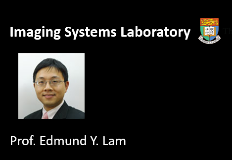 Imaging Systems Laboratory
Prof. Edmund Y. Lam